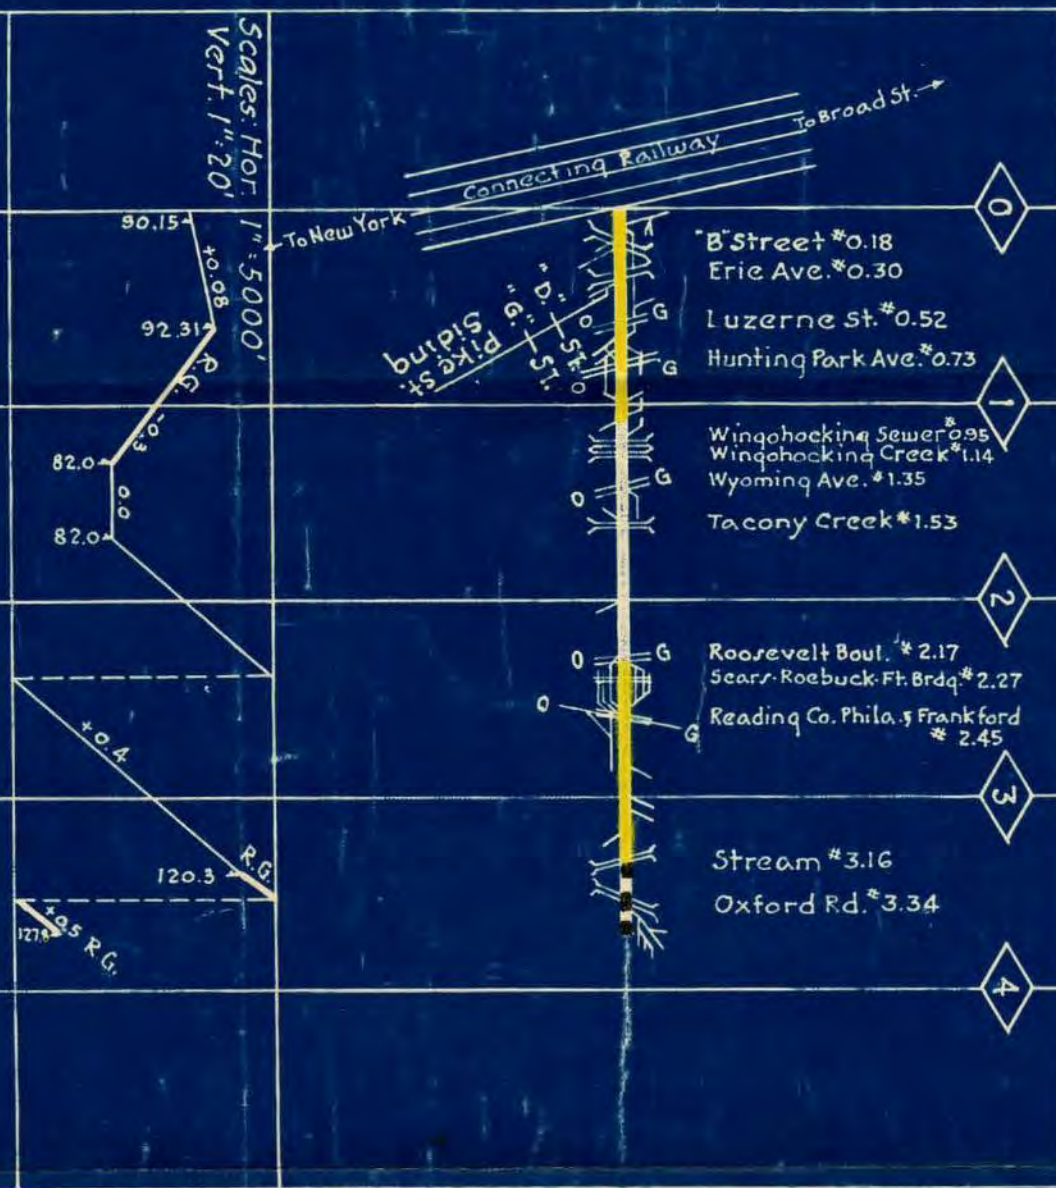 Scales: Hor. 1"=5000'
Vert. 1"=20'
90.15
+0.08
92.31
R.G.
-0.3
82.0
0.0
82.0
+0.4
120.3
R.G.
+0.5 R.G.
127.8
To New York
Connecting Railway
To Broad St.
"D" St.
"G" St.
Pike St.
Siding
O
G
O
G
O
G
O
G
O
G
0
"B" Street #0.18
Erie Ave. #0.30
Luzerne St. #0.52
Hunting Park Ave. #0.73
1
Wingohocking Sewer #0.95
Wingohocking Creek #1.14
Wyoming Ave. #1.35
Tacony Creek #1.53
2
Roosevelt Boul. #2.17
Sears-Roebuck Ft. Brdg #2.27
Reading Co. Phila. & Frankford
#2.45
3
Stream #3.16
Oxford Rd. #3.34
4